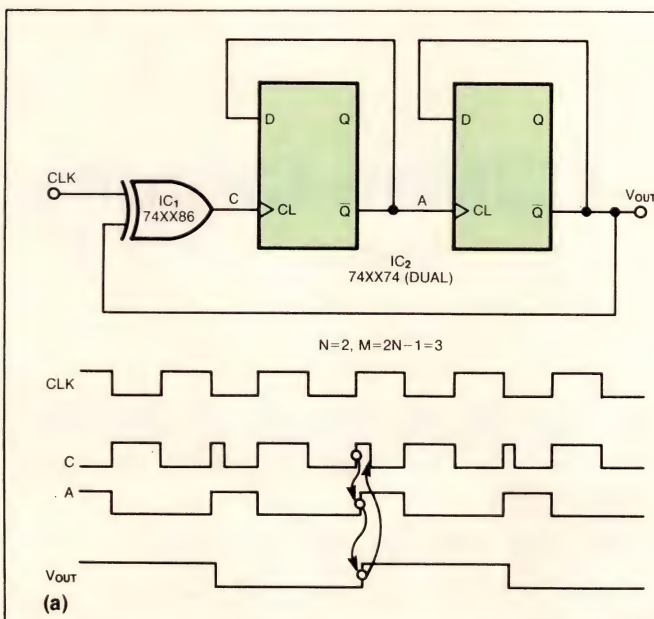 D
Q
D
Q
CLK
IC₁
74XX86
C
CL
Q̅
A
CL
Q̅
VOUT
IC₂
74XX74 (DUAL)
N=2, M=2N−1=3
CLK
C
A
VOUT
(a)